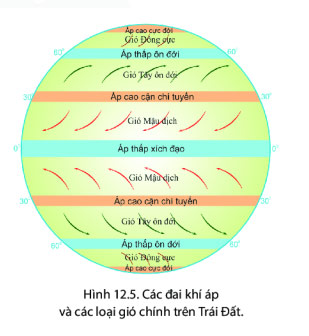 Áp cao cực đới
Gió Đông cực
60° 60°
Áp thấp ôn đới
Gió Tây ôn đới
30° 30°
Áp cao cận chi tuyến
Gió Mậu dịch
0° 0°
Áp thấp xích đạo
Gió Mậu dịch
30° 30°
Áp cao cận chi tuyến
Gió Tây ôn đới
Áp thấp ôn đới
60° 60°
Gió Đông cực
Áp cao cực đới
Hình 12.5. Các đai khí áp
và các loại gió chính trên Trái Đất.